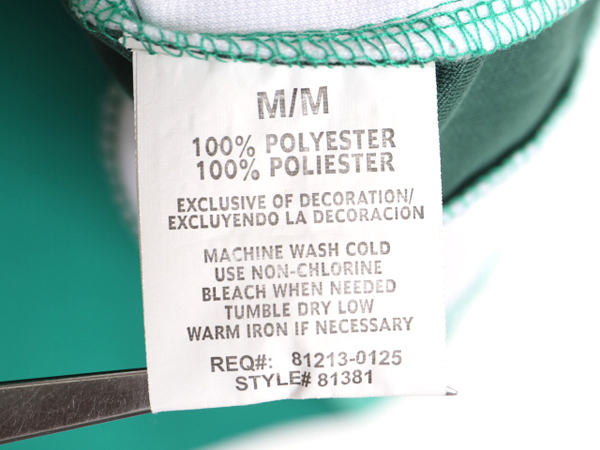 M/M
100% POLYESTER
100% POLIESTER
EXCLUSIVE OF DECORATION/
EXCLUYENDO LA DECORACION
MACHINE WASH COLD
USE NON-CHLORINE
BLEACH WHEN NEEDED
TUMBLE DRY LOW
WARM IRON IF NECESSARY
REQ#: 81213-0125
STYLE# 81381